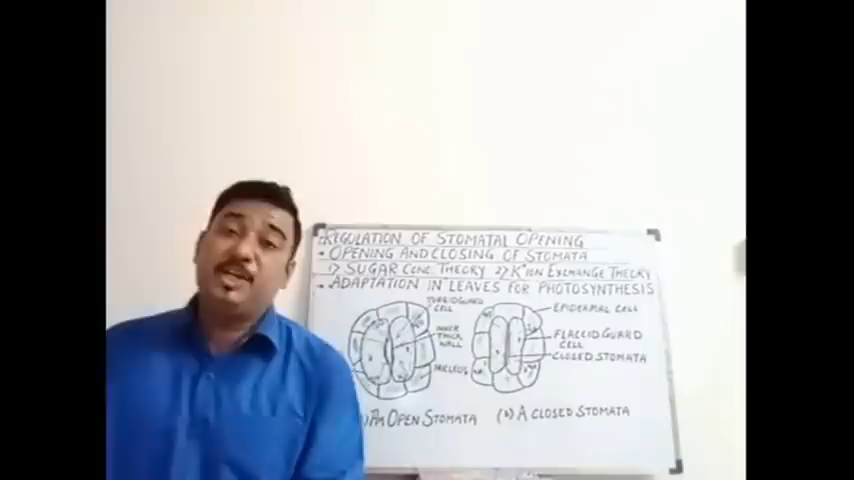 REGULATION OF STOMATAL OPENING
• OPENING AND CLOSING OF STOMATA
1> SUGAR CONC. THEORY 2> K⁺ ION EXCHANGE THEORY
• ADAPTATION IN LEAVES FOR PHOTOSYNTHESIS
TURGID GUARD
CELL
INNER
THICK
WALL
NUCLEUS
EPIDERMAL CELL
FLACCID GUARD
CELL
CLOSED STOMATA
AN OPEN STOMATA
(b) A CLOSED STOMATA